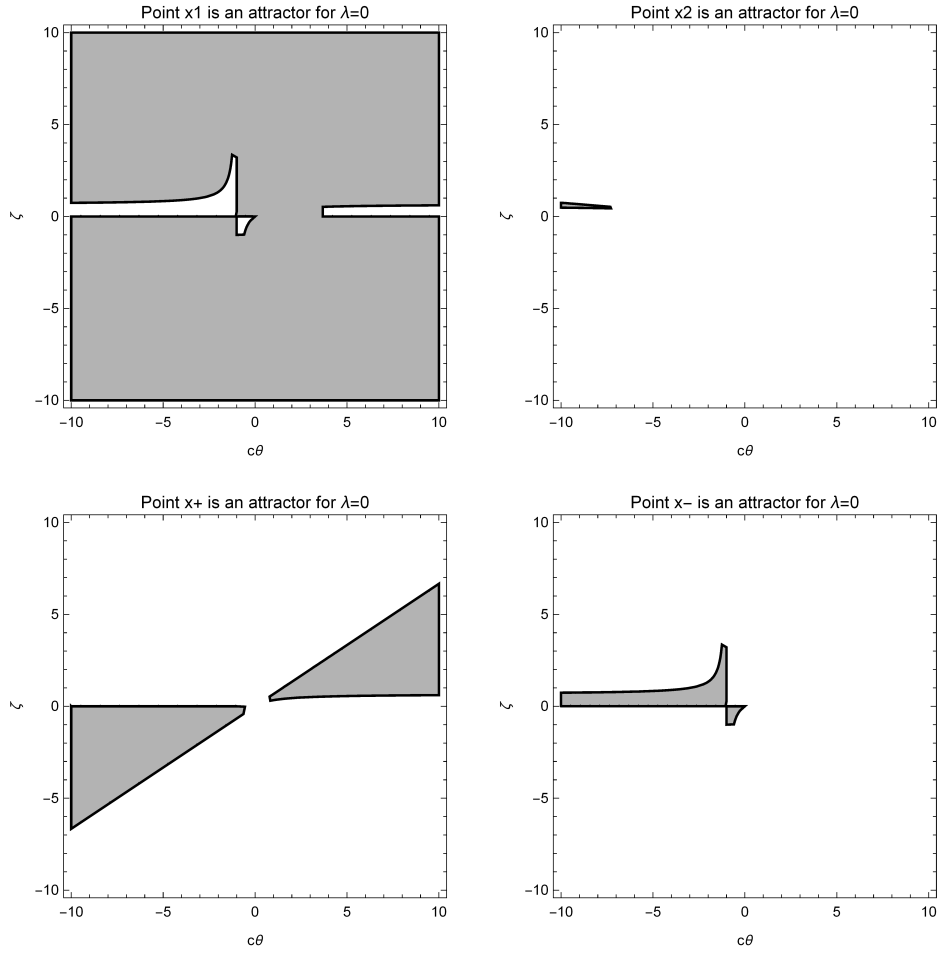 Point x1 is an attractor for λ=0
10
5
0
−5
−10
ζ
−10 −5 0 5 10
cθ
Point x2 is an attractor for λ=0
10
5
0
−5
−10
ζ
−10 −5 0 5 10
cθ
Point x+ is an attractor for λ=0
10
5
0
−5
−10
ζ
−10 −5 0 5 10
cθ
Point x− is an attractor for λ=0
10
5
0
−5
−10
ζ
−10 −5 0 5 10
cθ